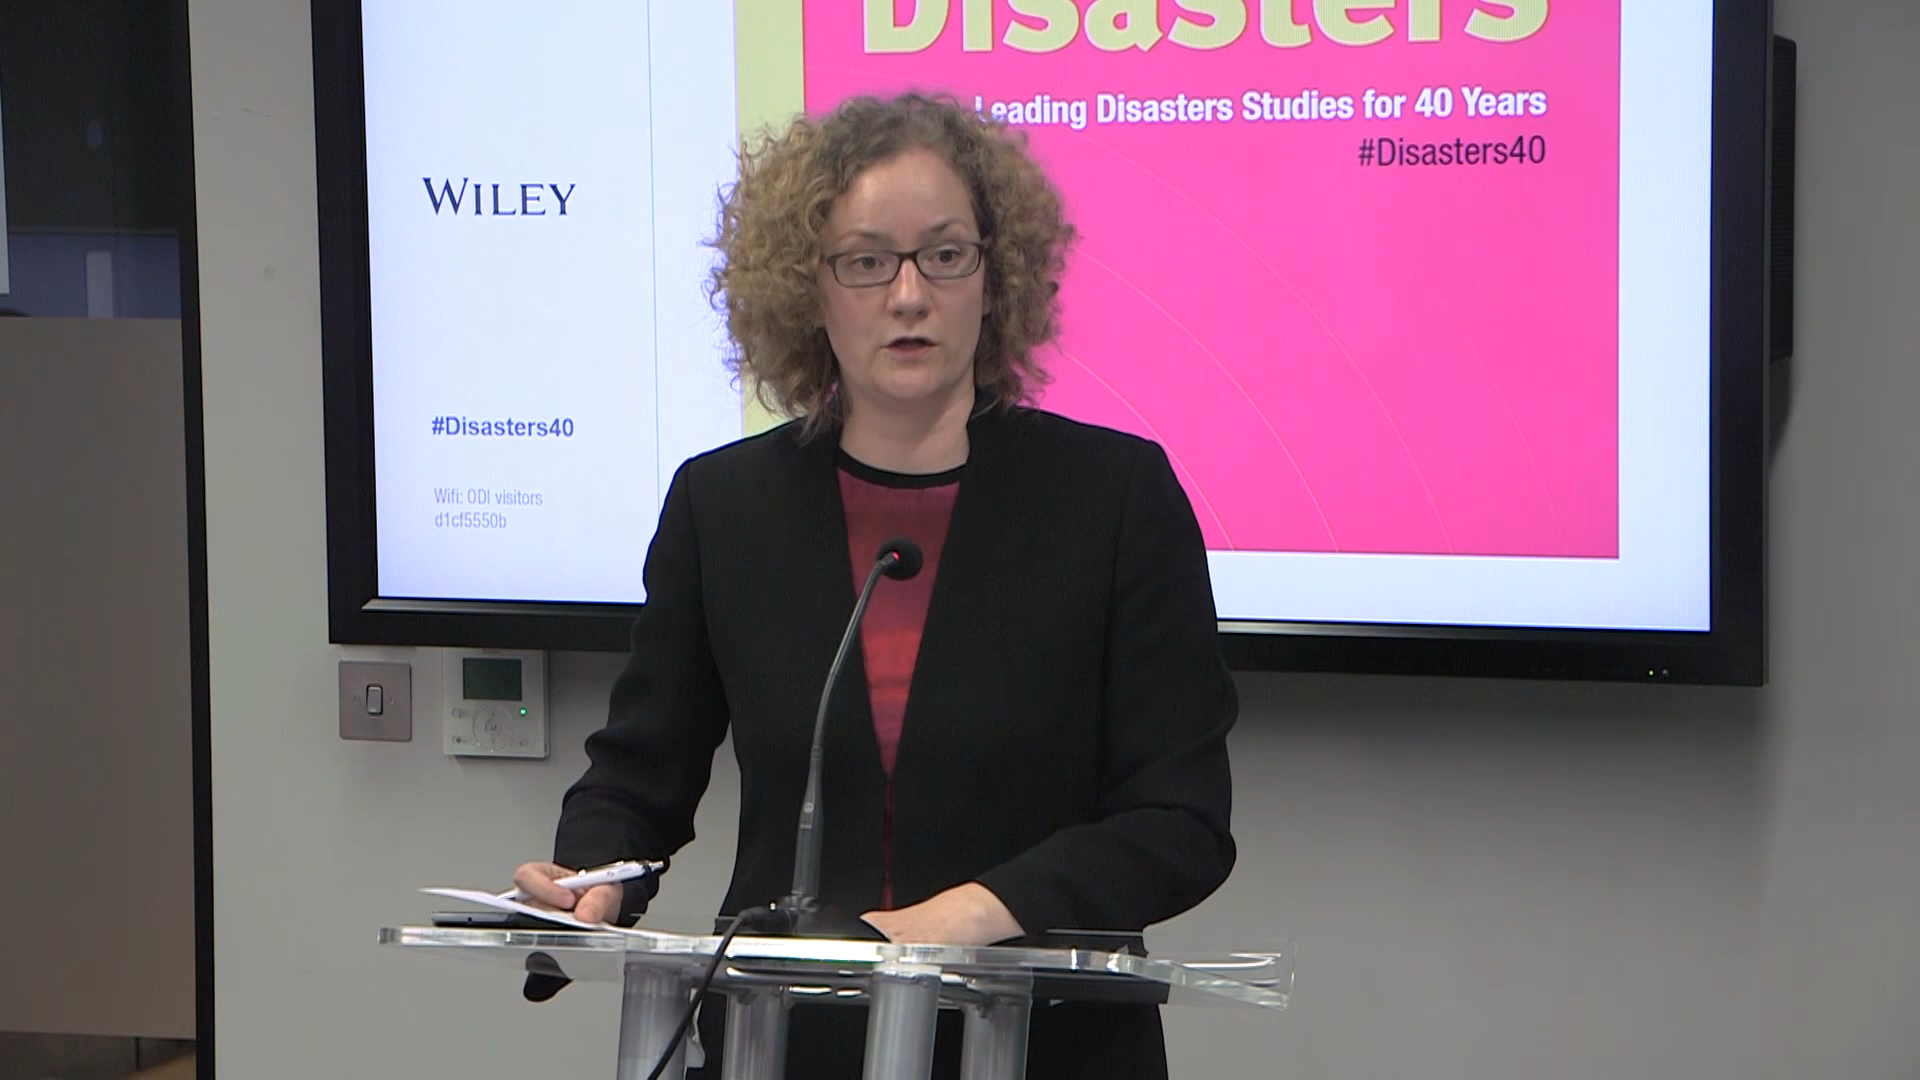 WILEY
#Disasters40
Wifi: ODI visitors
d1cf5550b
Disasters
Leading Disasters Studies for 40 Years
#Disasters40